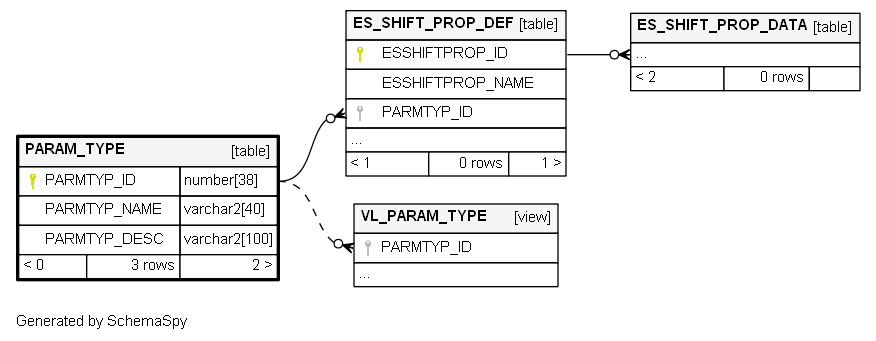 ES_SHIFT_PROP_DEF [table]
ESSHIFTPROP_ID
ESSHIFTPROP_NAME
PARMTYP_ID
...
< 1 0 rows 1 >
ES_SHIFT_PROP_DATA [table]
...
< 2 0 rows
PARAM_TYPE [table]
PARMTYP_ID number[38]
PARMTYP_NAME varchar2[40]
PARMTYP_DESC varchar2[100]
< 0 3 rows 2 >
VL_PARAM_TYPE [view]
PARMTYP_ID
...
Generated by SchemaSpy